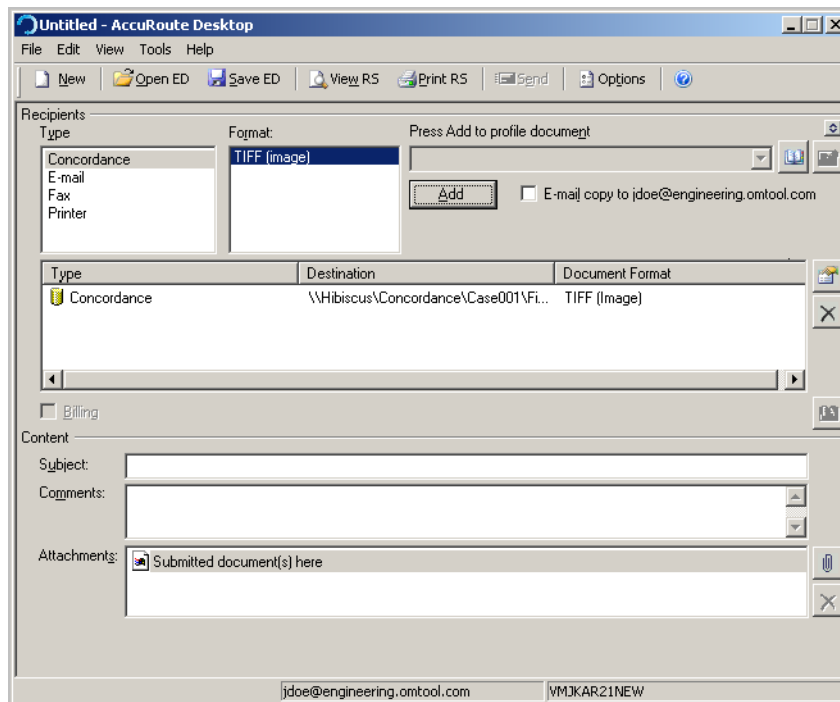 Untitled - AccuRoute Desktop
File Edit View Tools Help
New Open ED Save ED View RS Print RS Send Options
Recipients
Type Format: Press Add to profile document
Concordance TIFF (image)
E-mail
Fax
Printer
Add E-mail copy to jdoe@engineering.omtool.com
Type Destination Document Format
Concordance \\Hibiscus\Concordance\Case001\Fi... TIFF (Image)
Billing
Content
Subject:
Comments:
Attachments: Submitted document(s) here
jdoe@engineering.omtool.com VMJKAR21NEW